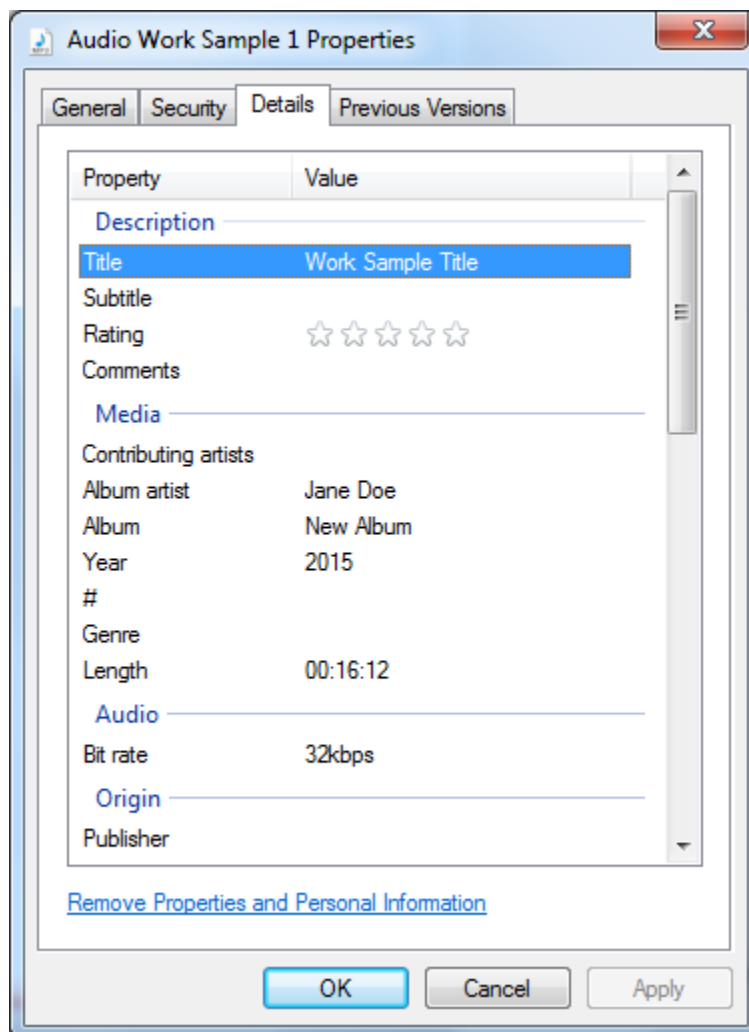 Audio Work Sample 1 Properties
General Security Details Previous Versions
Property Value
Description
Title Work Sample Title
Subtitle
Rating
Comments
Media
Contributing artists
Album artist Jane Doe
Album New Album
Year 2015
#
Genre
Length 00:16:12
Audio
Bit rate 32kbps
Origin
Publisher
Remove Properties and Personal Information
OK Cancel Apply